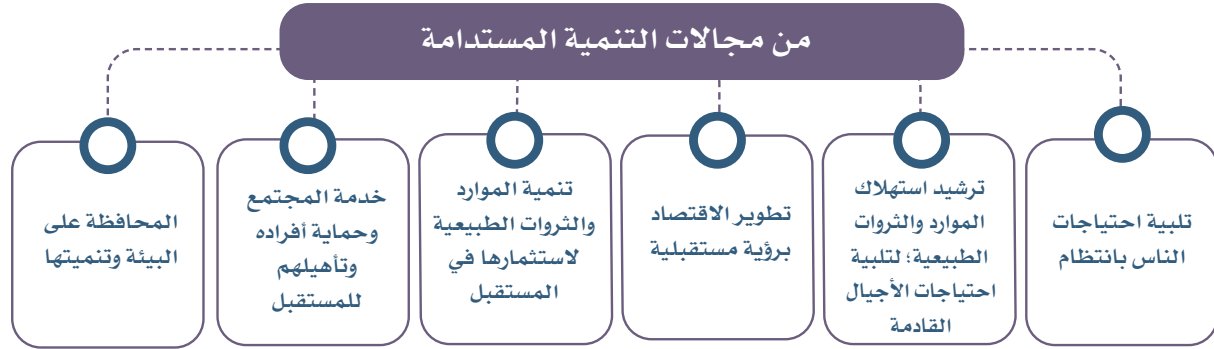 من مجالات التنمية المستدامة
تلبية احتياجات
الناس بانتظام
ترشيد استهلاك
الموارد والثروات
الطبيعية؛ لتلبية
احتياجات الأجيال
القادمة
تطوير الاقتصاد
برؤية مستقبلية
تنمية الموارد
والثروات الطبيعية
لاستثمارها في
المستقبل
خدمة المجتمع
وحماية أفراده
وتأهيلهم
للمستقبل
المحافظة على
البيئة وتنميتها